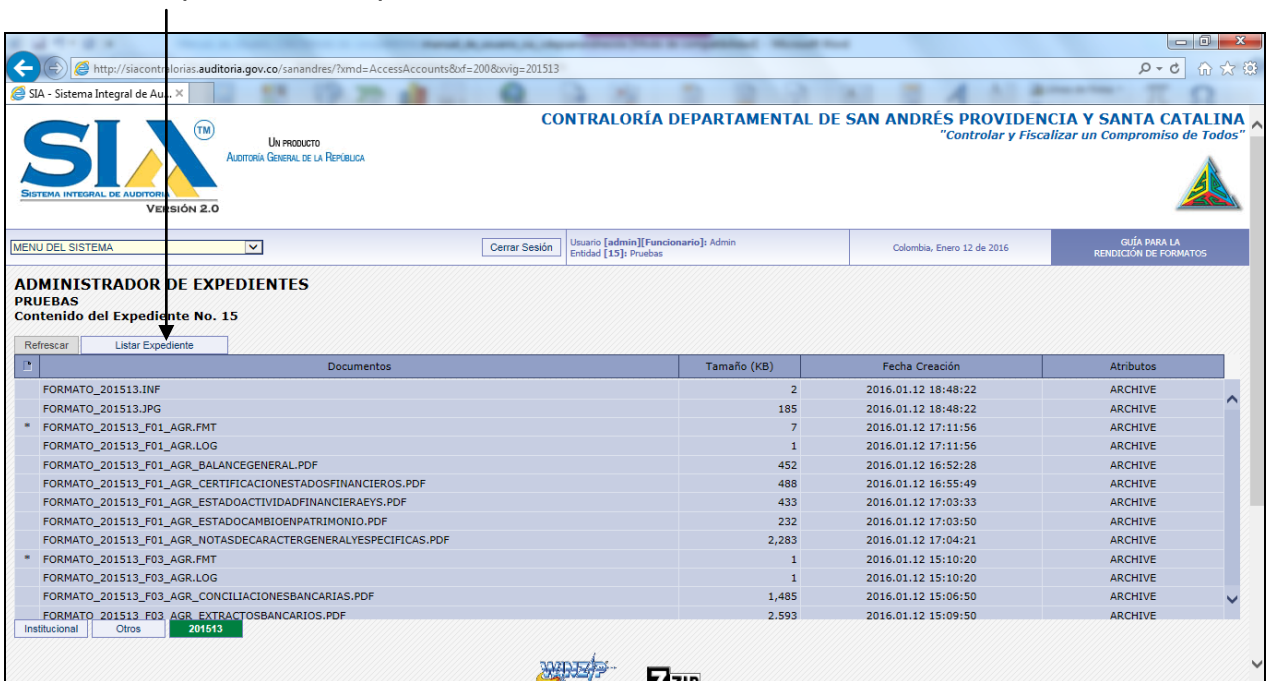 http://siacontralorias.auditoria.gov.co/sanandres/?xmd=AccessAccounts&xf=200&xvig=201513
SIA - Sistema Integral de Au...
SIA
TM
SISTEMA INTEGRAL DE AUDITORIA
VERSIÓN 2.0
UN PRODUCTO
AUDITORÍA GENERAL DE LA REPÚBLICA
CONTRALORÍA DEPARTAMENTAL DE SAN ANDRÉS PROVIDENCIA Y SANTA CATALINA
"Controlar y Fiscalizar un Compromiso de Todos"
MENU DEL SISTEMA
Cerrar Sesión
Usuario [admin][Funcionario]: Admin
Entidad [15]: Pruebas
Colombia, Enero 12 de 2016
GUÍA PARA LA
RENDICIÓN DE FORMATOS
ADMINISTRADOR DE EXPEDIENTES
PRUEBAS
Contenido del Expediente No. 15
Refrescar Listar Expediente
Documentos Tamaño (KB) Fecha Creación Atributos
FORMATO_201513.INF 2 2016.01.12 18:48:22 ARCHIVE
FORMATO_201513.JPG 185 2016.01.12 18:48:22 ARCHIVE
* FORMATO_201513_F01_AGR.FMT 7 2016.01.12 17:11:56 ARCHIVE
FORMATO_201513_F01_AGR.LOG 1 2016.01.12 17:11:56 ARCHIVE
FORMATO_201513_F01_AGR_BALANCEGENERAL.PDF 452 2016.01.12 16:52:28 ARCHIVE
FORMATO_201513_F01_AGR_CERTIFICACIONESTADOSFINANCIEROS.PDF 488 2016.01.12 16:55:49 ARCHIVE
FORMATO_201513_F01_AGR_ESTADOACTIVIDADFINANCIERAEYS.PDF 433 2016.01.12 17:03:33 ARCHIVE
FORMATO_201513_F01_AGR_ESTADOCAMBIOENPATRIMONIO.PDF 232 2016.01.12 17:03:50 ARCHIVE
FORMATO_201513_F01_AGR_NOTASDECARACTERGENERALYESPECIFICAS.PDF 2,283 2016.01.12 17:04:21 ARCHIVE
* FORMATO_201513_F03_AGR.FMT 1 2016.01.12 15:10:20 ARCHIVE
FORMATO_201513_F03_AGR.LOG 1 2016.01.12 15:10:20 ARCHIVE
FORMATO_201513_F03_AGR_CONCILIACIONESBANCARIAS.PDF 1,485 2016.01.12 15:06:50 ARCHIVE
FORMATO_201513_F03_AGR_EXTRACTOSBANCARIOS.PDF 2,593 2016.01.12 15:09:50 ARCHIVE
Institucional Otros 201513
WINZIP 7ZIP